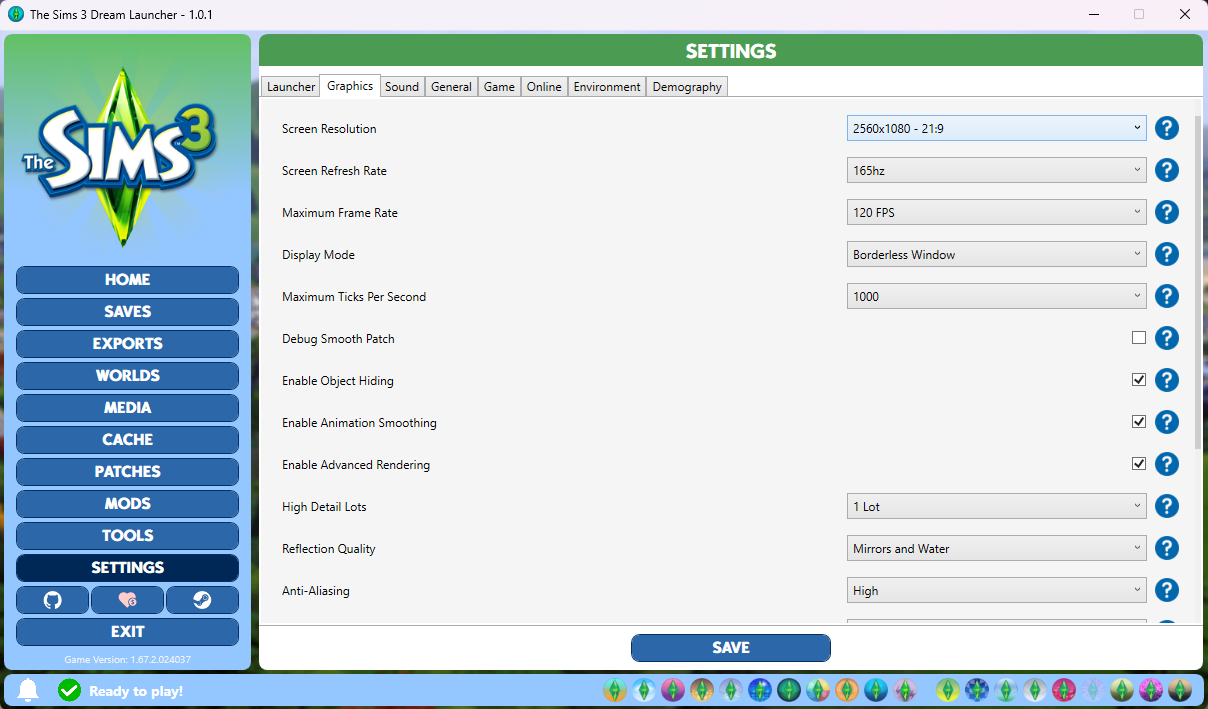 The Sims 3 Dream Launcher - 1.0.1
The SIMS 3
HOME
SAVES
EXPORTS
WORLDS
MEDIA
CACHE
PATCHES
MODS
TOOLS
SETTINGS
EXIT
Game Version: 1.67.2.024037
SETTINGS
Launcher Graphics Sound General Game Online Environment Demography
Screen Resolution 2560x1080 - 21:9 ?
Screen Refresh Rate 165hz ?
Maximum Frame Rate 120 FPS ?
Display Mode Borderless Window ?
Maximum Ticks Per Second 1000 ?
Debug Smooth Patch ?
Enable Object Hiding ?
Enable Animation Smoothing ?
Enable Advanced Rendering ?
High Detail Lots 1 Lot ?
Reflection Quality Mirrors and Water ?
Anti-Aliasing High ?
SAVE
Ready to play!